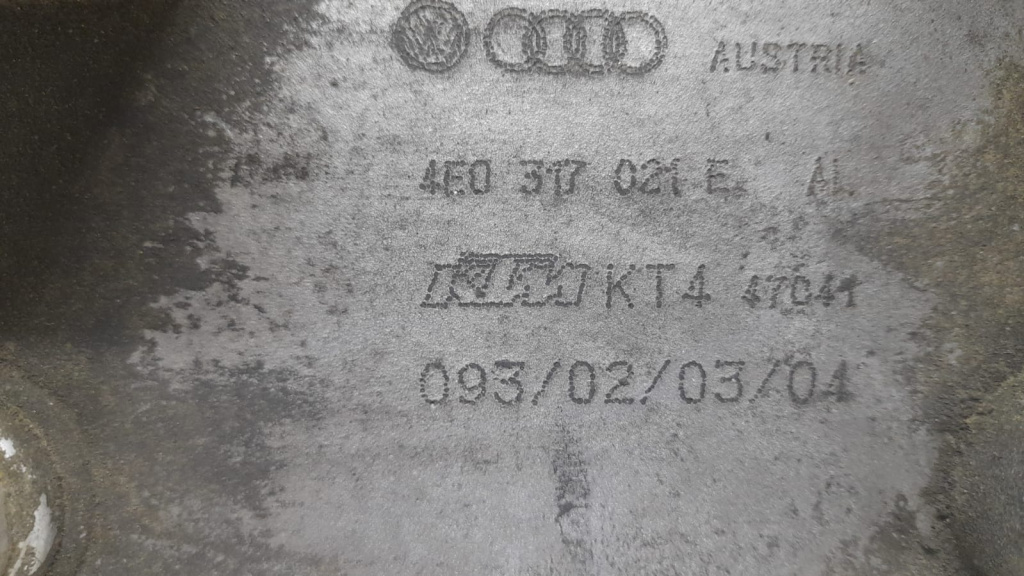 AUSTRIA
4E0 317 021 E AL
KT4 47041
093/02/03/04